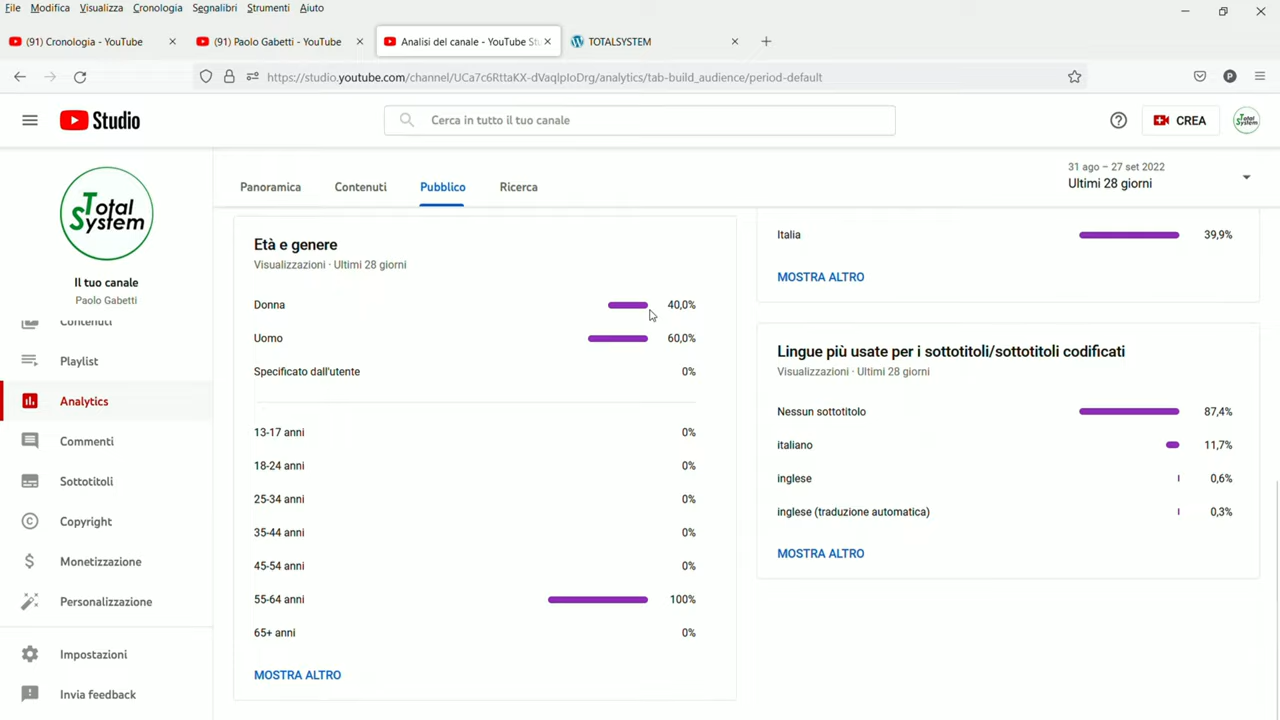 File Modifica Visualizza Cronologia Segnalibri Strumenti Aiuto
(91) Cronologia - YouTube
(91) Paolo Gabetti - YouTube
Analisi del canale - YouTube Stu
TOTALSYSTEM
https://studio.youtube.com/channel/UCa7c6RttaKX-dVaqlpIoDrg/analytics/tab-build_audience/period-default
P
Studio
Cerca in tutto il tuo canale
CREA
Total System
Total System
Il tuo canale
Paolo Gabetti
Contenuti
Playlist
Analytics
Commenti
Sottotitoli
Copyright
Monetizzazione
Personalizzazione
Impostazioni
Invia feedback
Panoramica Contenuti Pubblico Ricerca
31 ago – 27 set 2022
Ultimi 28 giorni
Età e genere
Visualizzazioni · Ultimi 28 giorni
Donna 40,0%
Uomo 60,0%
Specificato dall'utente 0%
13-17 anni 0%
18-24 anni 0%
25-34 anni 0%
35-44 anni 0%
45-54 anni 0%
55-64 anni 100%
65+ anni 0%
MOSTRA ALTRO
Italia 39,9%
MOSTRA ALTRO
Lingue più usate per i sottotitoli/sottotitoli codificati
Visualizzazioni · Ultimi 28 giorni
Nessun sottotitolo 87,4%
italiano 11,7%
inglese 0,6%
inglese (traduzione automatica) 0,3%
MOSTRA ALTRO